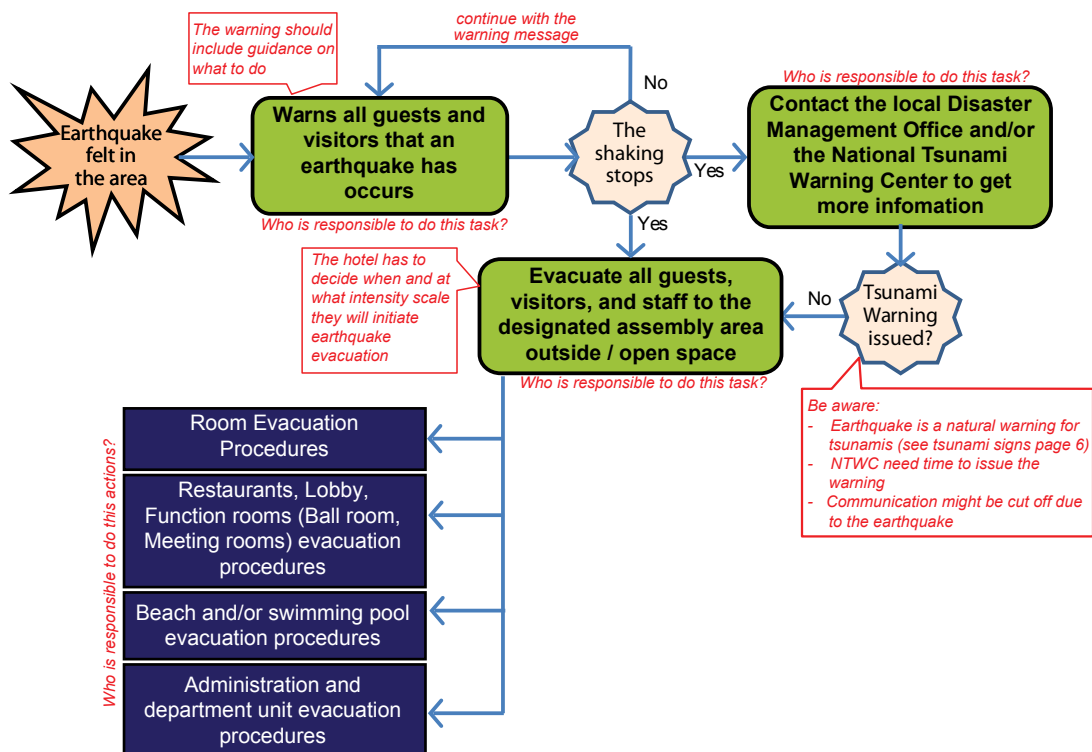 The warning should
include guidance on
what to do
continue with the
warning message
Earthquake
felt in
the area
Warns all guests and
visitors that an
earthquake has
occurs
Who is responsible to do this task?
No
The
shaking
stops
Yes
Yes
Who is responsible to do this task?
Contact the local Disaster
Management Office and/or
the National Tsunami
Warning Center to get
more infomation
The hotel has to
decide when and at
what intensity scale
they will initiate
earthquake
evacuation
Evacuate all guests,
visitors, and staff to the
designated assembly area
outside / open space
Who is responsible to do this task?
No
Tsunami
Warning
issued?
Be aware:
- Earthquake is a natural warning for
tsunamis (see tsunami signs page 6)
- NTWC need time to issue the
warning
- Communication might be cut off due
to the earthquake
Who is responsible to do this actions?
Room Evacuation
Procedures
Restaurants, Lobby,
Function rooms (Ball room,
Meeting rooms) evacuation
procedures
Beach and/or swimming pool
evacuation procedures
Administration and
department unit evacuation
procedures